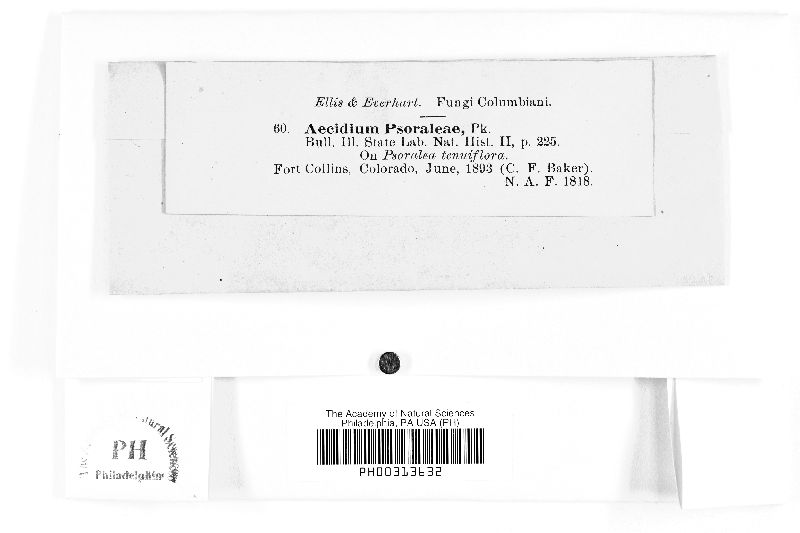 Ellis & Everhart. Fungi Columbiani.
60. Aecidium Psoraleae, Pk.
Bull. Ill. State Lab. Nat. Hist. II, p. 225.
On Psoralea tenuiflora.
Fort Collins, Colorado, June, 1893 (C. F. Baker).
N. A. F. 1818.
The Academy of Natural Sciences
Philadelphia, PA USA (PH)
PH00313632
Natural Sciences
PH
Philadelphia